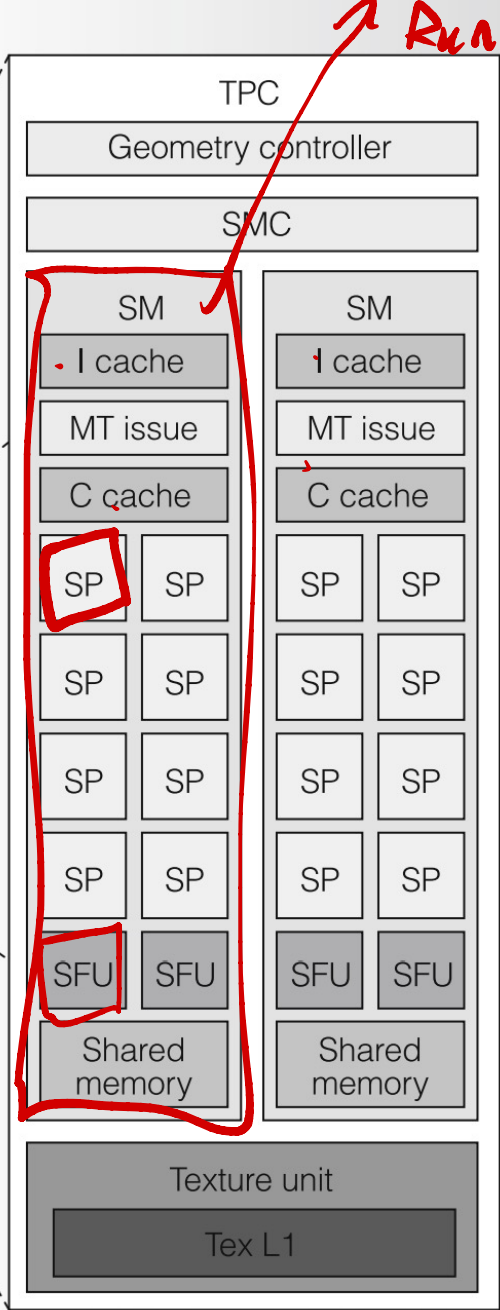 Run
TPC
Geometry controller
SMC
SM SM
I cache I cache
MT issue MT issue
C cache C cache
SP SP SP SP
SP SP SP SP
SP SP SP SP
SP SP SP SP
SFU SFU SFU SFU
Shared Shared
memory memory
Texture unit
Tex L1